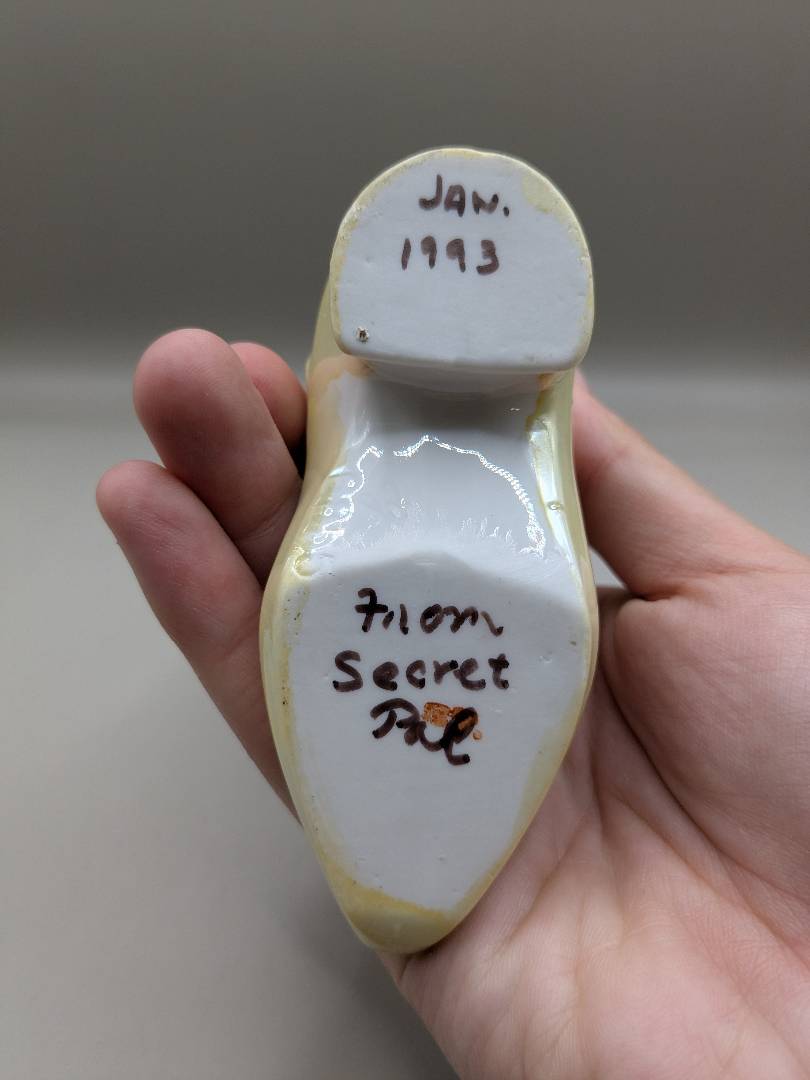 JAN.
1993
From
Secret
Pal